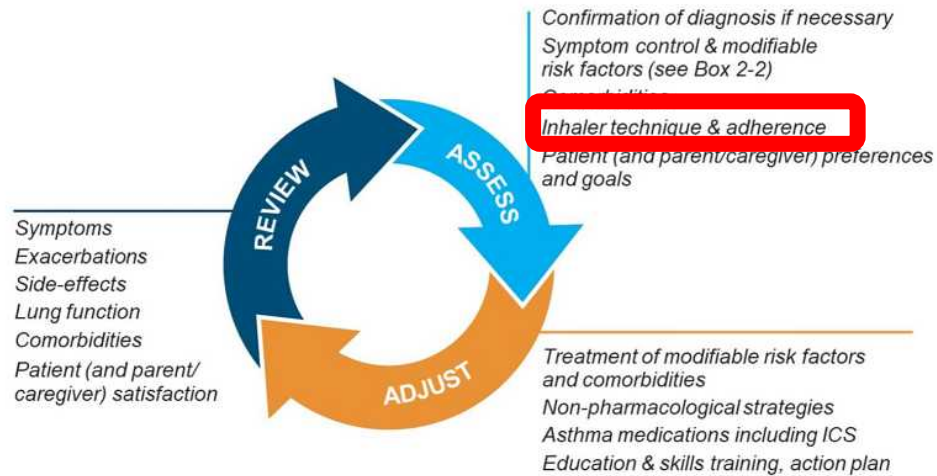 Confirmation of diagnosis if necessary
Symptom control & modifiable
risk factors (see Box 2-2)
Comorbidities
Inhaler technique & adherence
Patient (and parent/caregiver) preferences
and goals
REVIEW
ASSESS
ADJUST
Symptoms
Exacerbations
Side-effects
Lung function
Comorbidities
Patient (and parent/
caregiver) satisfaction
Treatment of modifiable risk factors
and comorbidities
Non-pharmacological strategies
Asthma medications including ICS
Education & skills training, action plan